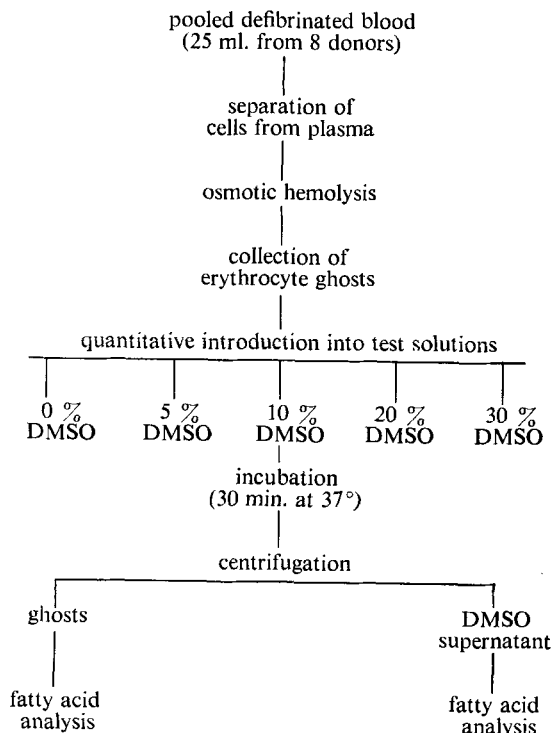 pooled defibrinated blood
(25 ml. from 8 donors)
separation of
cells from plasma
osmotic hemolysis
collection of
erythrocyte ghosts
quantitative introduction into test solutions
0 % 5 % 10 % 20 % 30 %
DMSO DMSO DMSO DMSO DMSO
incubation
(30 min. at 37°)
centrifugation
ghosts
DMSO
supernatant
fatty acid
analysis
fatty acid
analysis